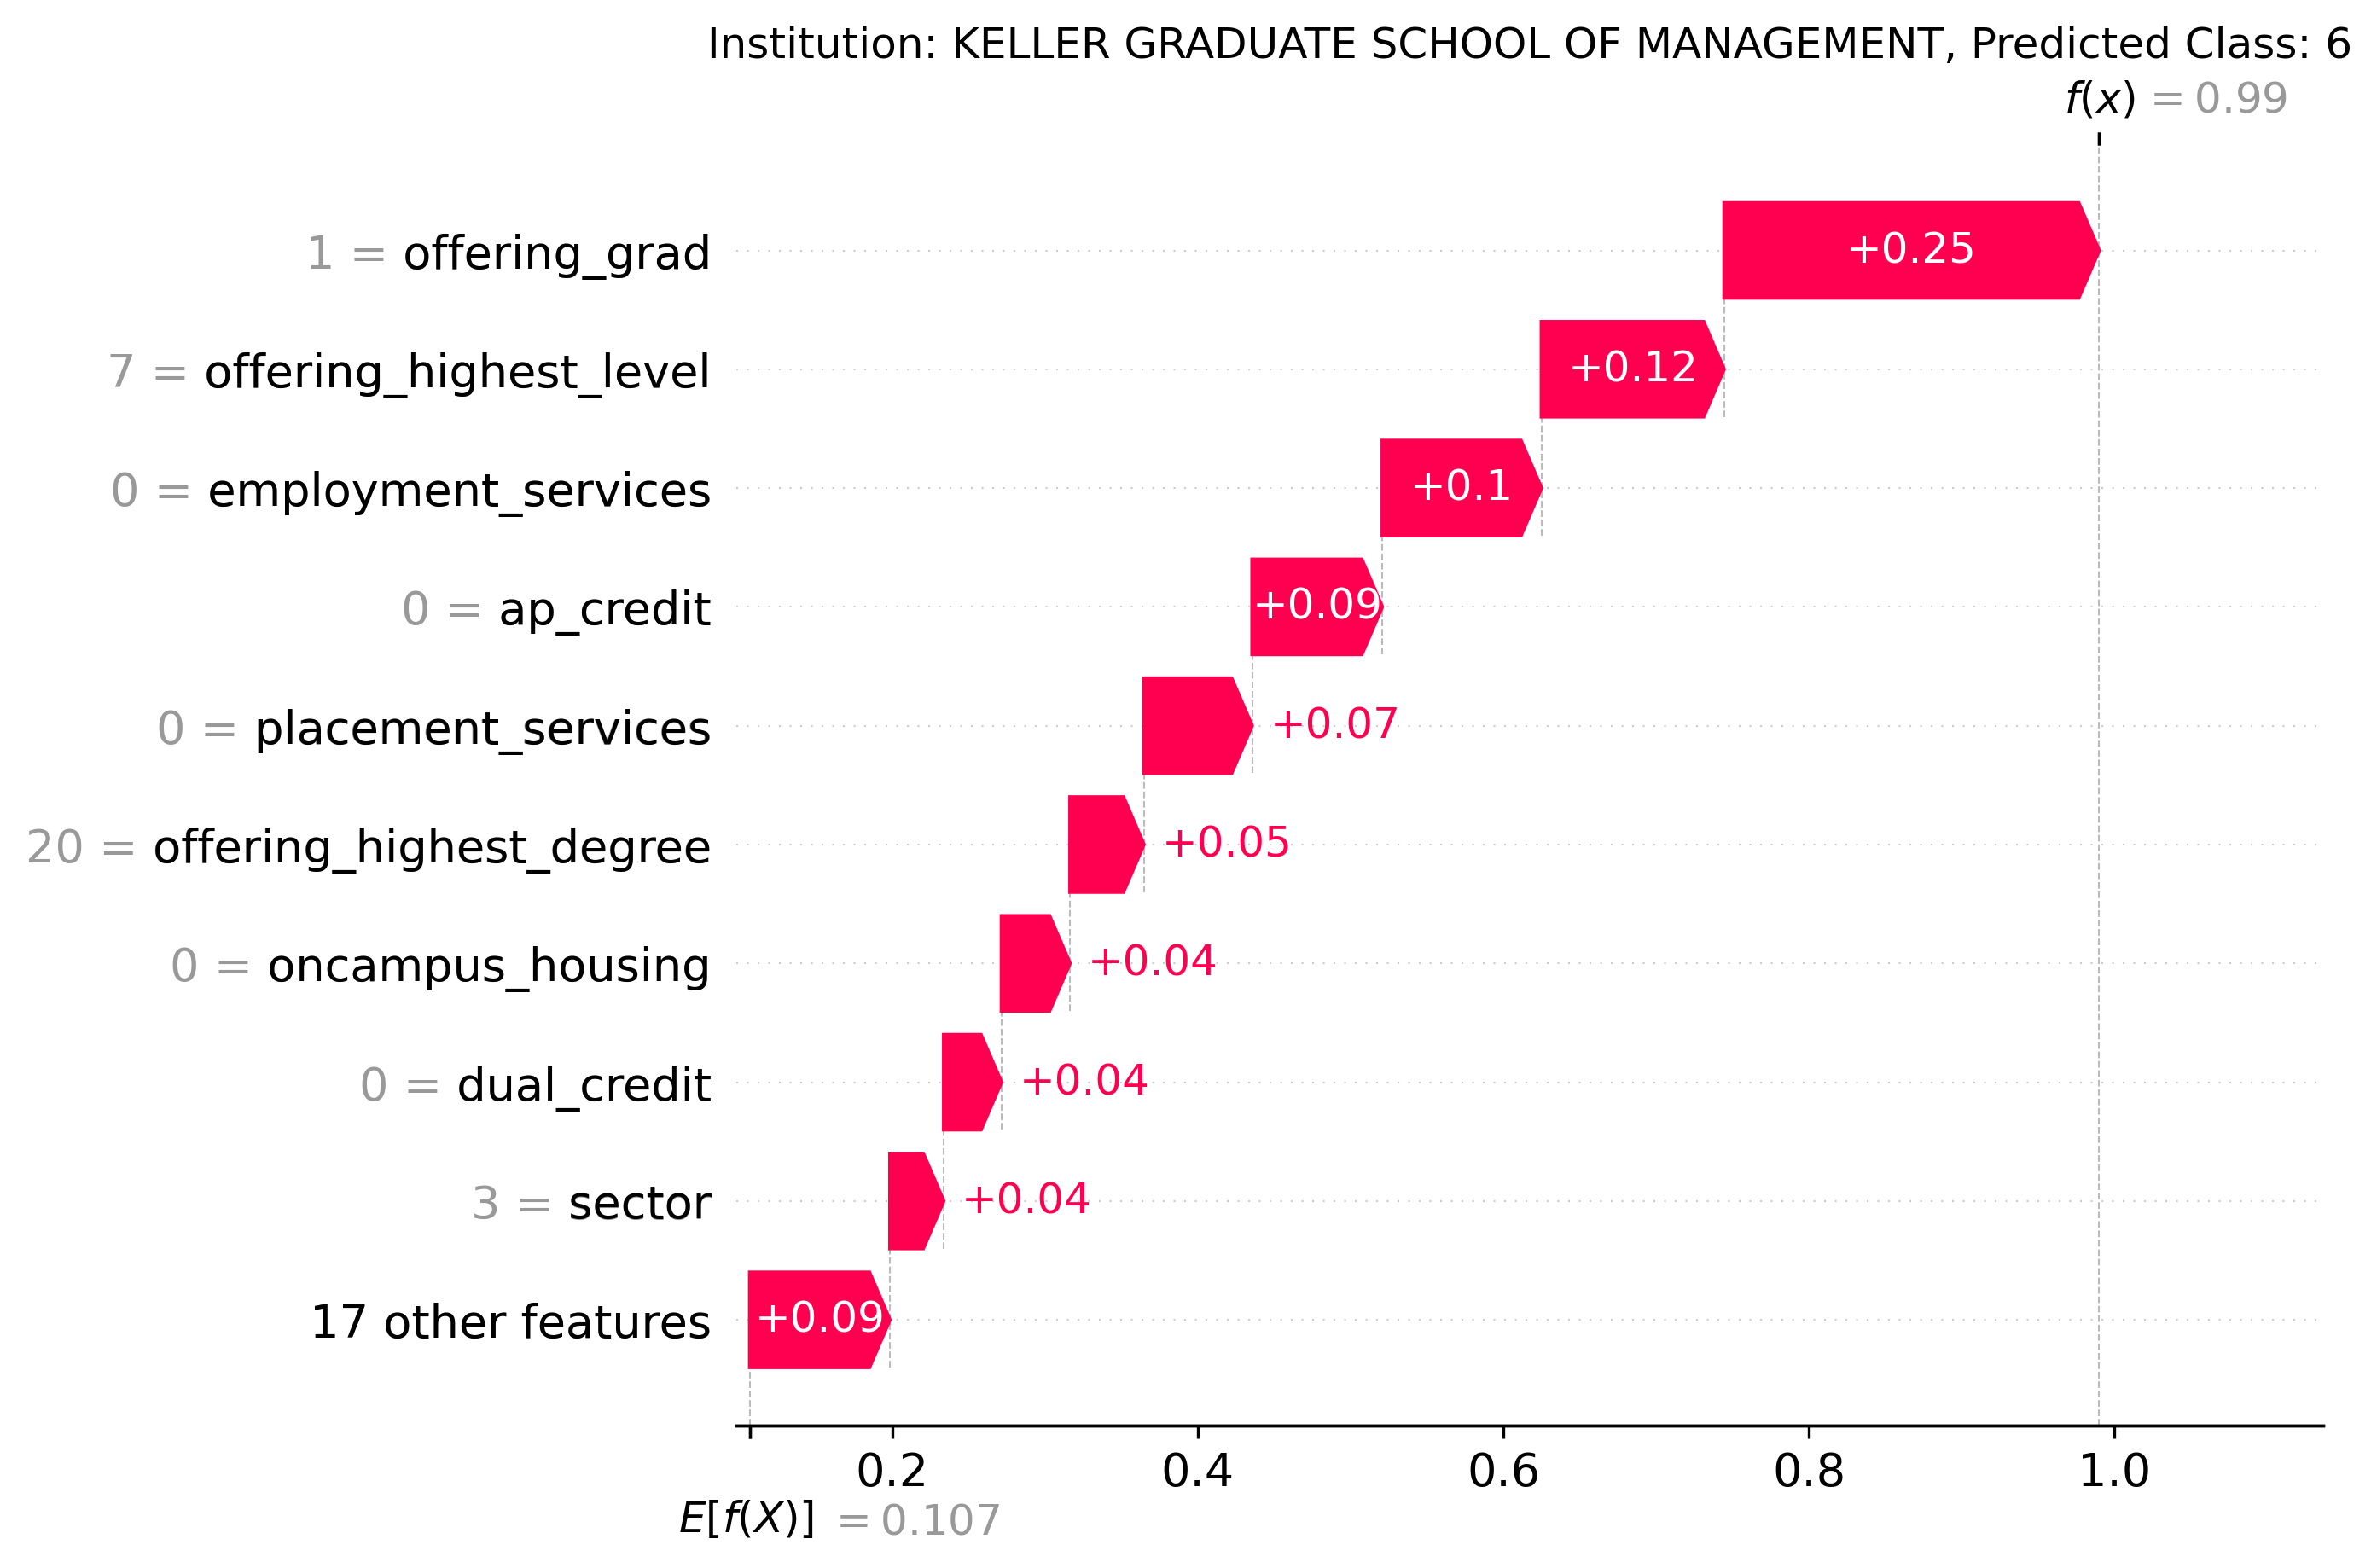 Institution: KELLER GRADUATE SCHOOL OF MANAGEMENT, Predicted Class: 6
f(x) = 0.99
1 = offering_grad +0.25
7 = offering_highest_level +0.12
0 = employment_services +0.1
0 = ap_credit +0.09
0 = placement_services +0.07
20 = offering_highest_degree +0.05
0 = oncampus_housing +0.04
0 = dual_credit +0.04
3 = sector +0.04
17 other features +0.09
0.2 0.4 0.6 0.8 1.0
E[f(X)] = 0.107